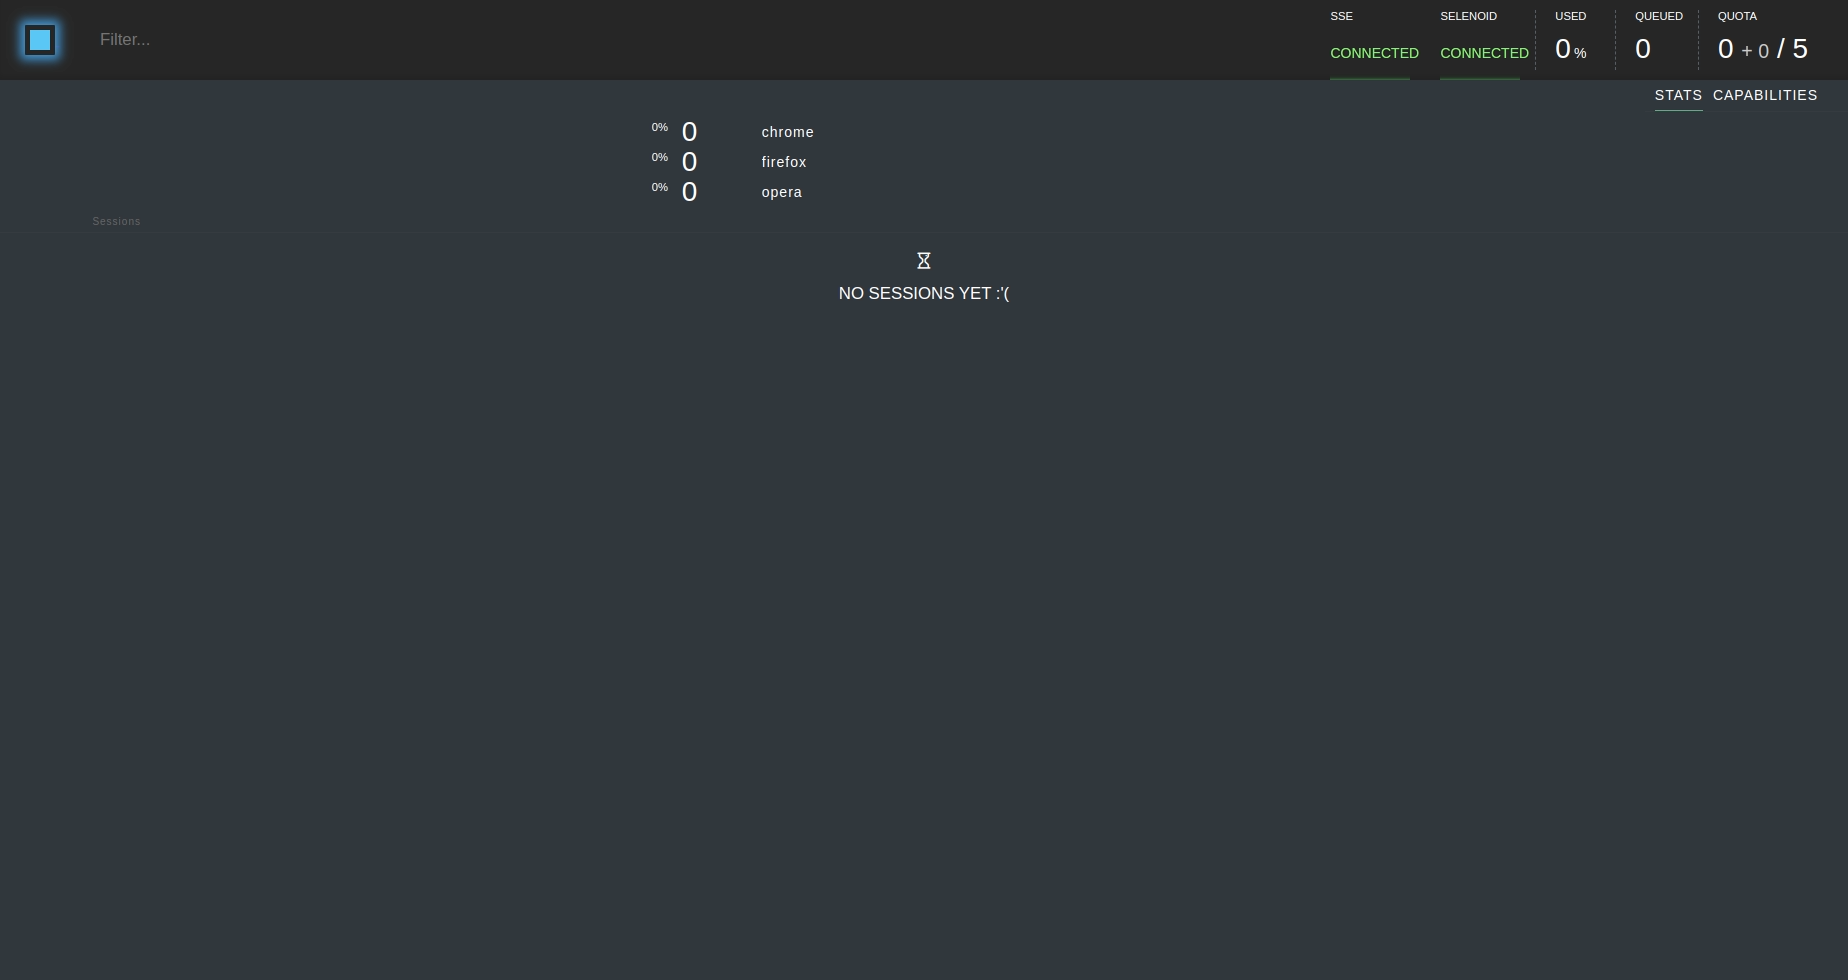 Filter...
SSE
CONNECTED
SELENOID
CONNECTED
USED
0 %
QUEUED
0
QUOTA
0 + 0 / 5
STATS CAPABILITIES
0% 0 chrome
0% 0 firefox
0% 0 opera
Sessions
NO SESSIONS YET :'(